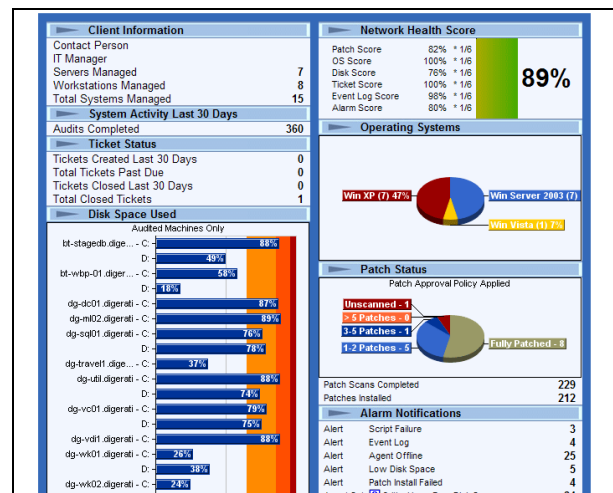 Client Information
Contact Person
IT Manager
Servers Managed 7
Workstations Managed 8
Total Systems Managed 15
System Activity Last 30 Days
Audits Completed 360
Ticket Status
Tickets Created Last 30 Days 0
Total Tickets Past Due 0
Tickets Closed Last 30 Days 0
Total Closed Tickets 1
Disk Space Used
Audited Machines Only
bt-stagedb.dige... - C: 88%
D: 49%
bt-wbp-01.diger... - C: 58%
D: 18%
dg-dc01.digerati - C: 87%
dg-ml02.digerati - C: 89%
dg-sql01.digerati - C: 76%
D: 78%
dg-travel1.dige... - C: 37%
dg-util.digerati - C: 88%
D: 74%
dg-vc01.digerati - C: 79%
D: 75%
dg-vdi1.digerati - C: 88%
dg-wk01.digerati - C: 26%
D: 38%
dg-wk02.digerati - C: 24%
Network Health Score
Patch Score 82% * 1/6
OS Score 100% * 1/6
Disk Score 76% * 1/6
Ticket Score 100% * 1/6
Event Log Score 98% * 1/6
Alarm Score 80% * 1/6
89%
Operating Systems
Win XP (7) 47%
Win Server 2003 (7)
Win Vista (1) 7%
Patch Status
Patch Approval Policy Applied
Unscanned - 1
> 5 Patches - 0
3-5 Patches - 1
1-2 Patches - 5
Fully Patched - 8
Patch Scans Completed 229
Patches Installed 212
Alarm Notifications
Alert Script Failure 3
Alert Event Log 4
Alert Agent Offline 25
Alert Low Disk Space 5
Alert Patch Install Failed 4